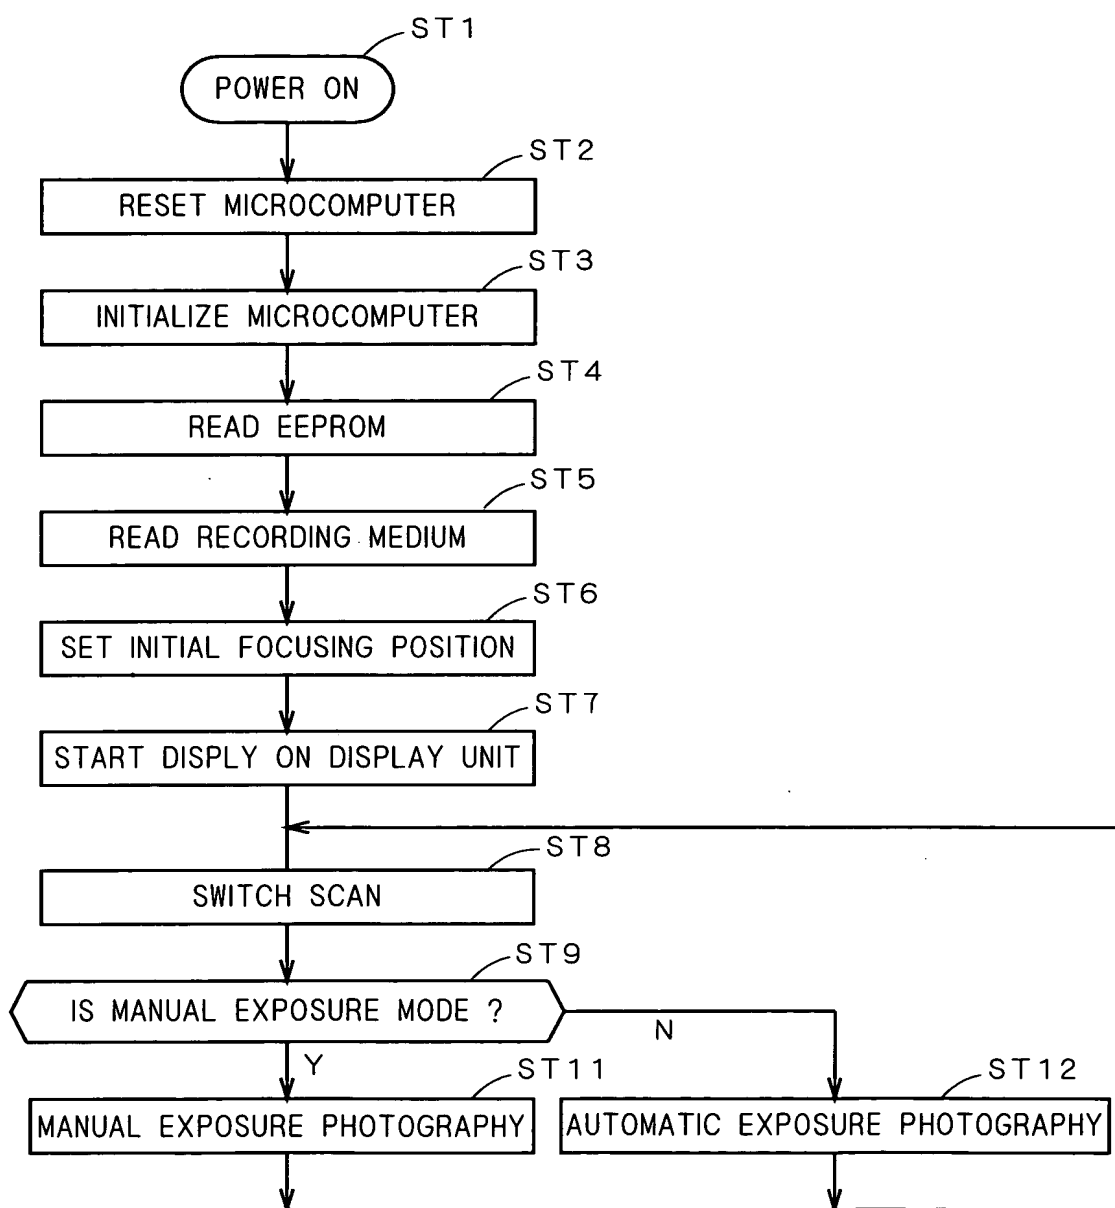 ST1
POWER ON
ST2
RESET MICROCOMPUTER
ST3
INITIALIZE MICROCOMPUTER
ST4
READ EEPROM
ST5
READ RECORDING MEDIUM
ST6
SET INITIAL FOCUSING POSITION
ST7
START DISPLY ON DISPLAY UNIT
ST8
SWITCH SCAN
ST9
IS MANUAL EXPOSURE MODE ?
N
Y
ST11
MANUAL EXPOSURE PHOTOGRAPHY
ST12
AUTOMATIC EXPOSURE PHOTOGRAPHY